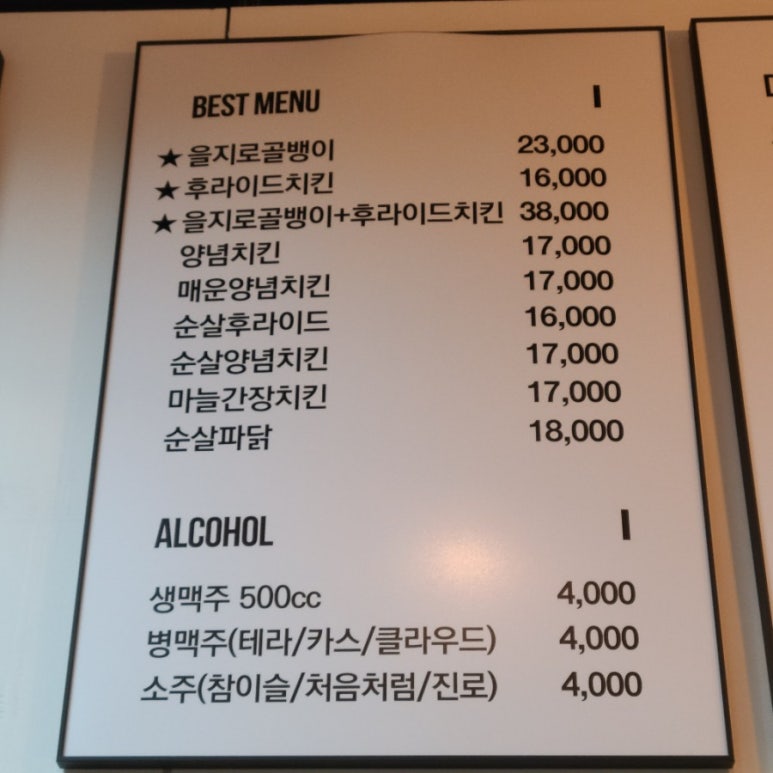 BEST MENU I
★ 을지로골뱅이 23,000
★ 후라이드치킨 16,000
★ 을지로골뱅이+후라이드치킨 38,000
양념치킨 17,000
매운양념치킨 17,000
순살후라이드 16,000
순살양념치킨 17,000
마늘간장치킨 17,000
순살파닭 18,000
ALCOHOL I
생맥주 500cc 4,000
병맥주(테라/카스/클라우드) 4,000
소주(참이슬/처음처럼/진로) 4,000